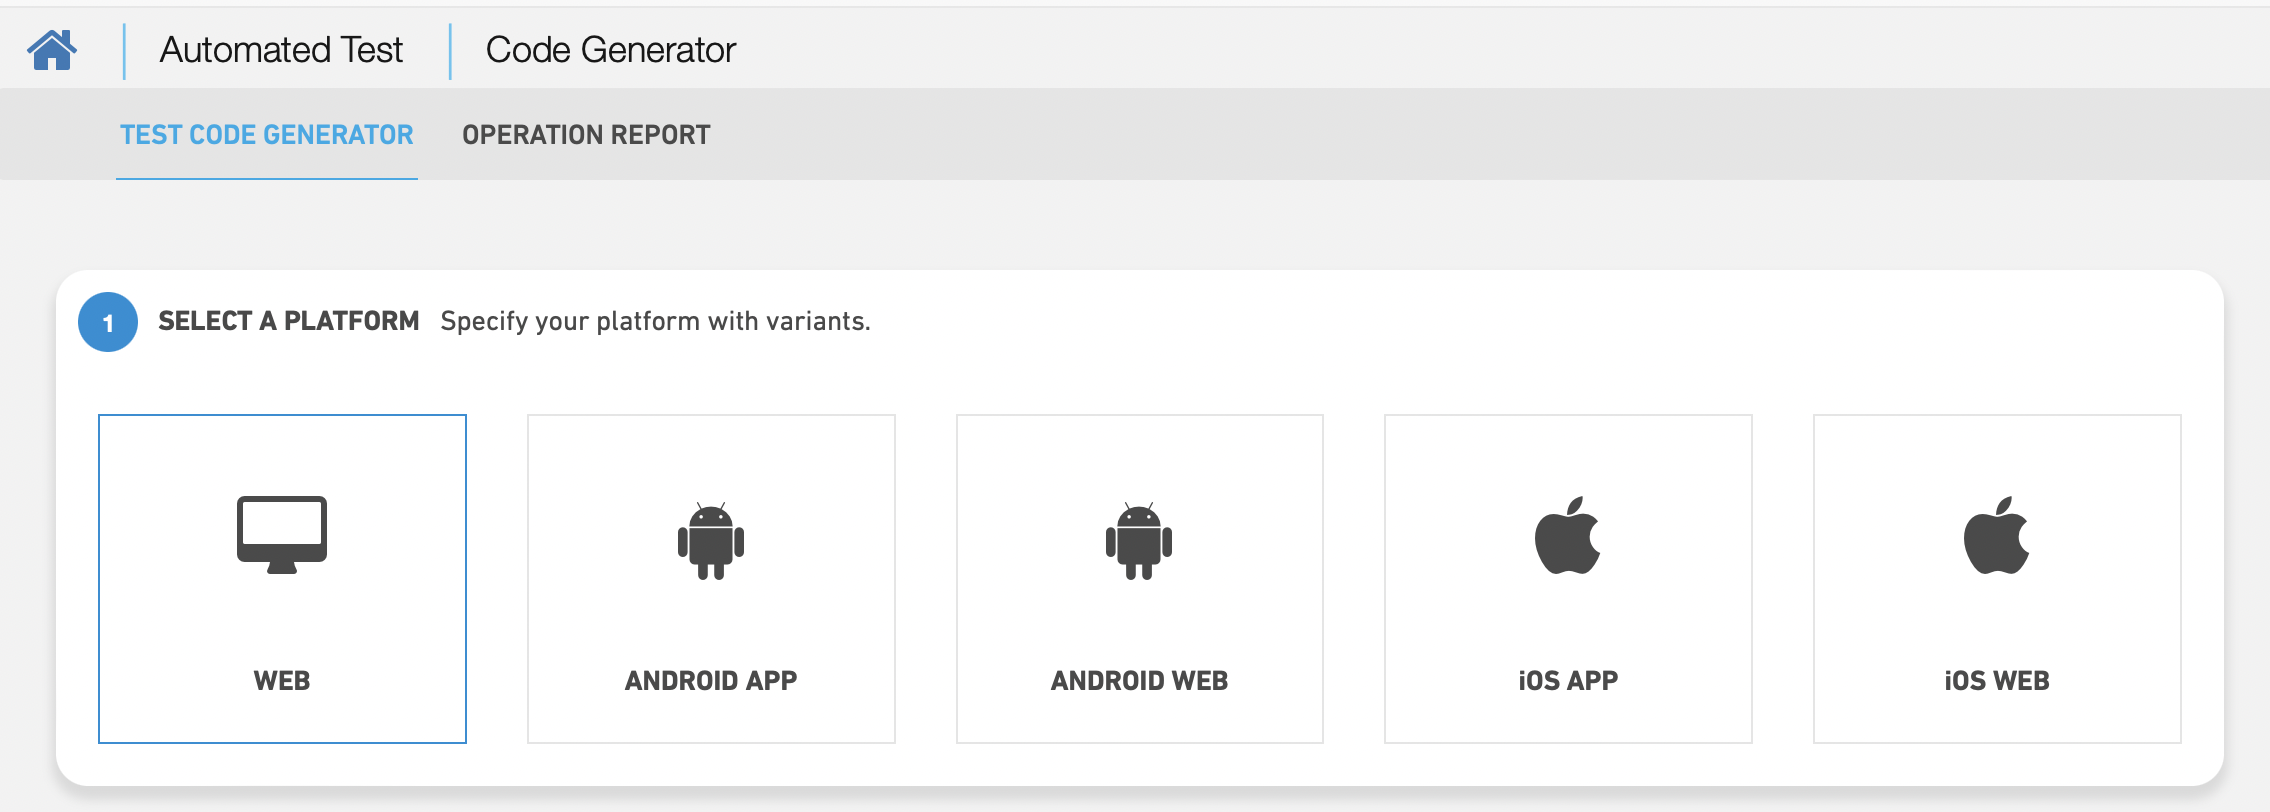 Automated Test
Code Generator
TEST CODE GENERATOR
OPERATION REPORT
1
SELECT A PLATFORM Specify your platform with variants.
WEB
ANDROID APP
ANDROID WEB
iOS APP
iOS WEB